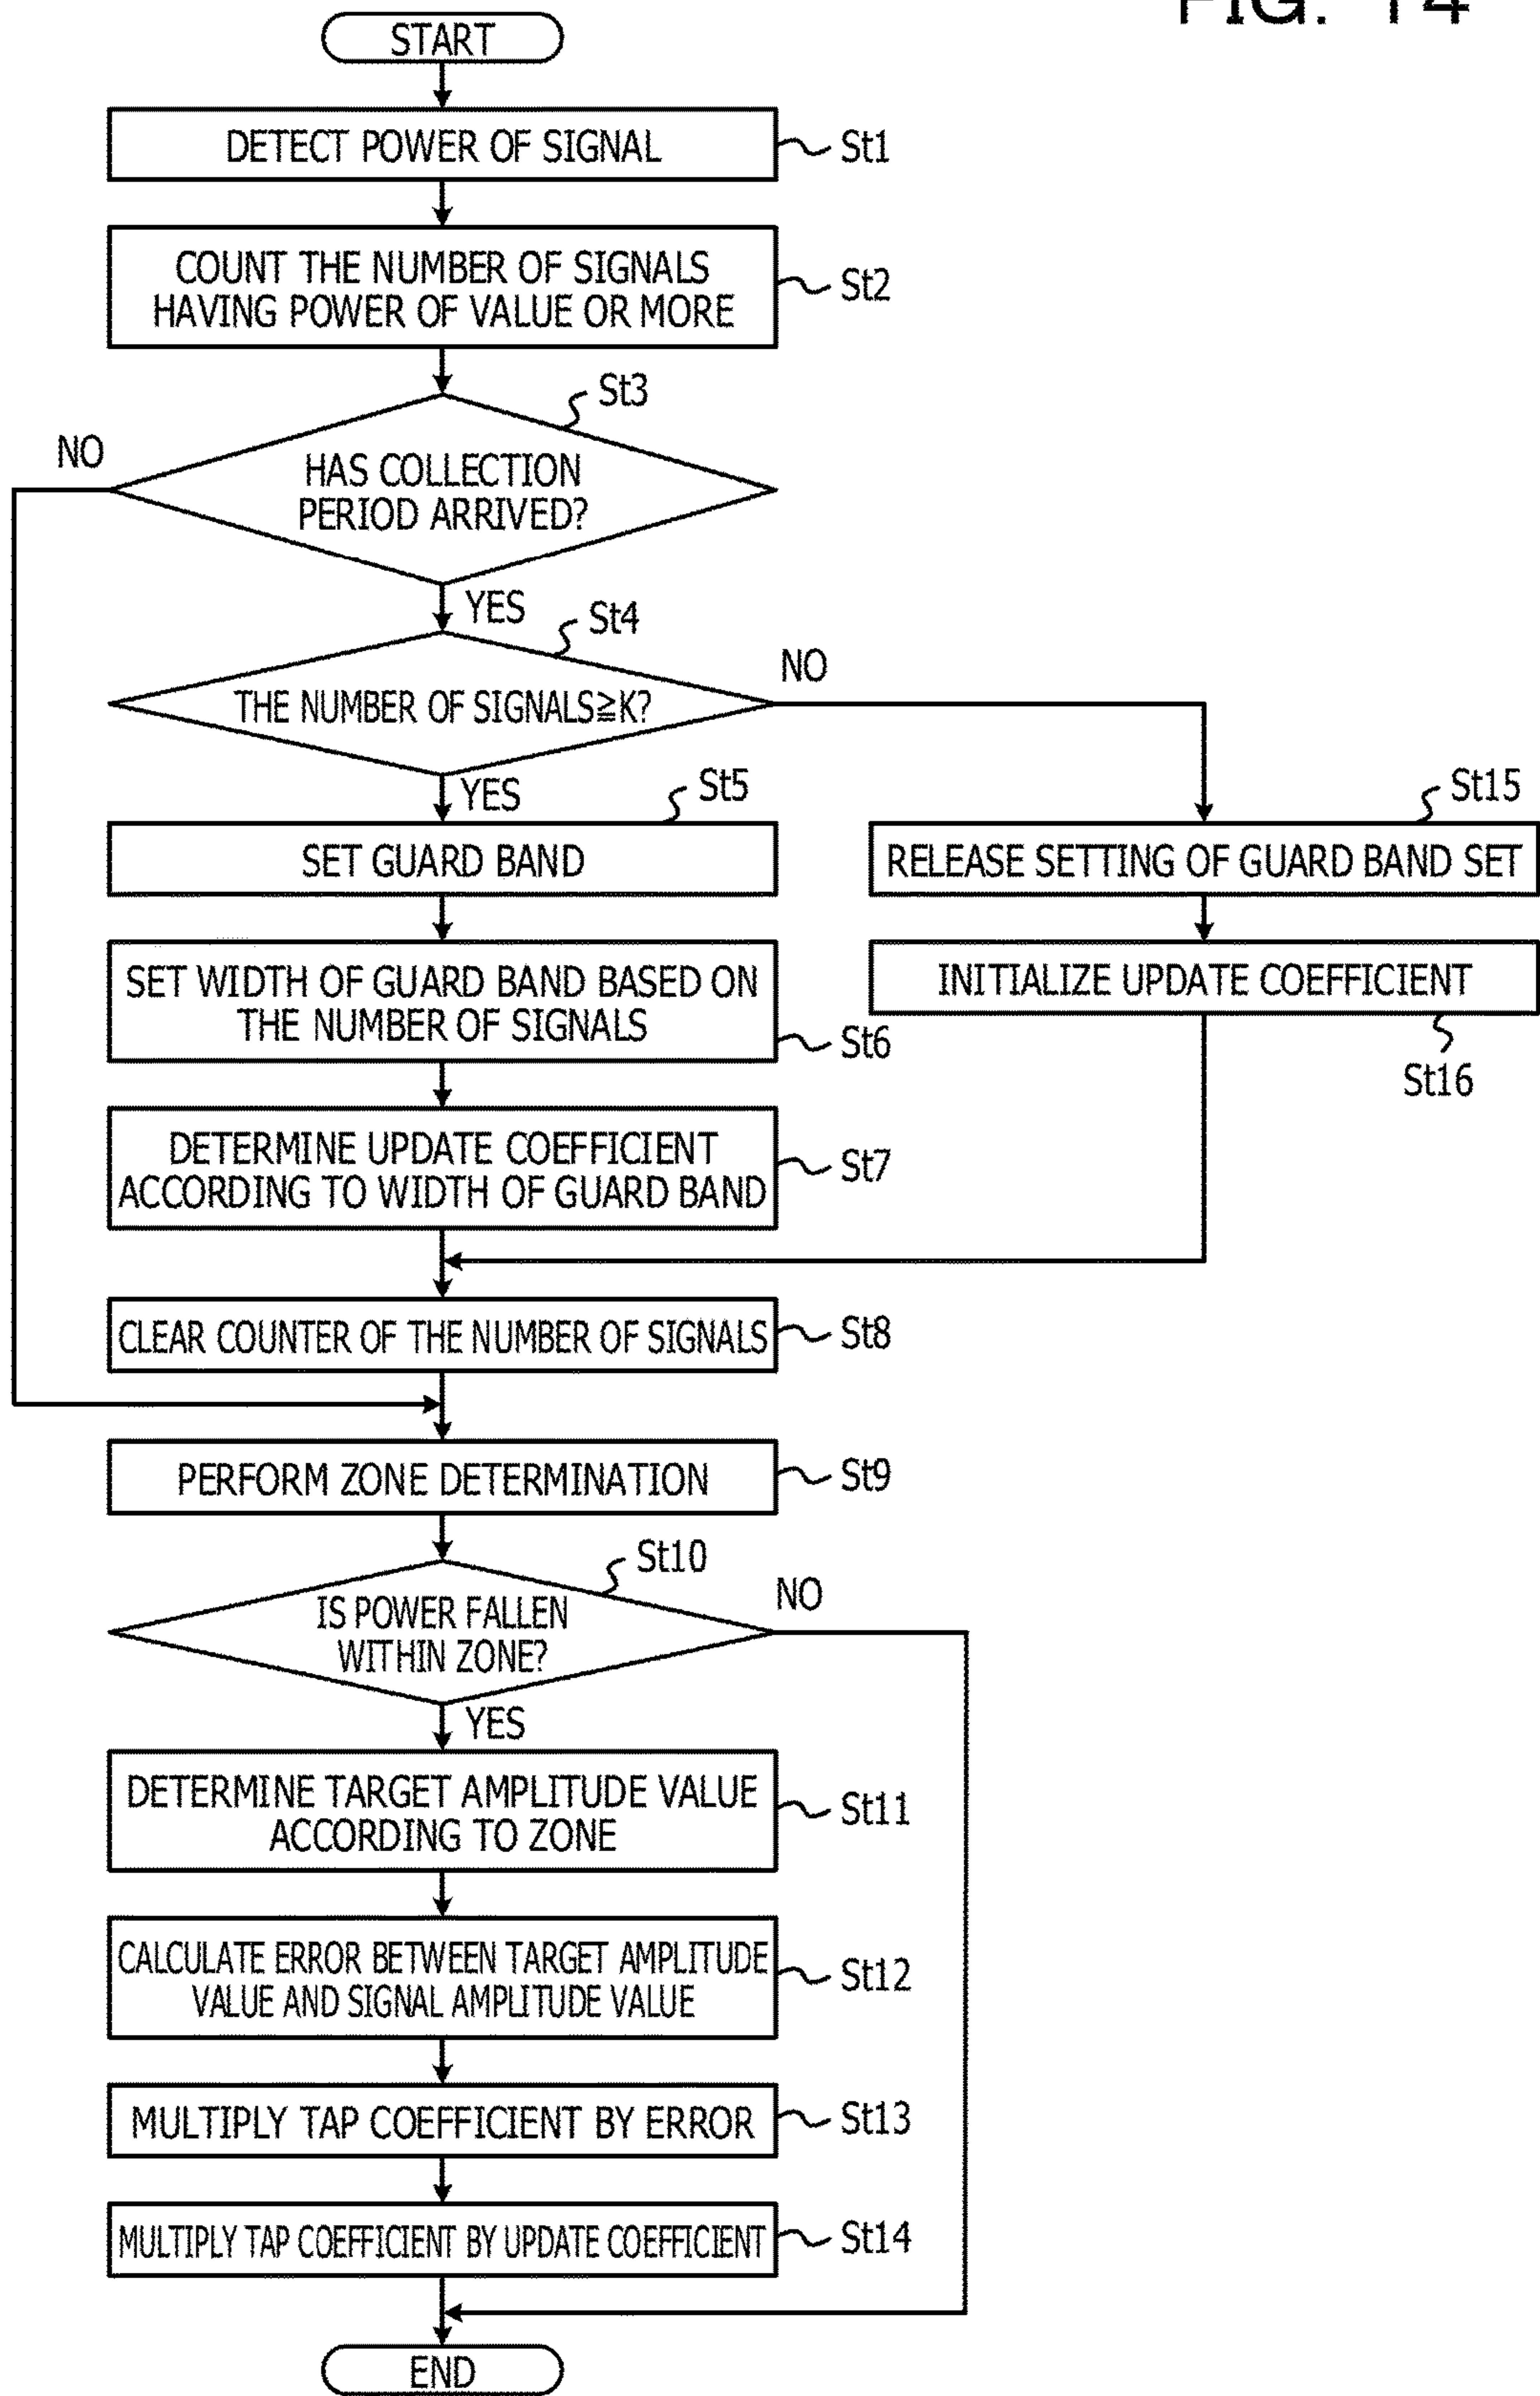 FIG. 14
START
DETECT POWER OF SIGNAL
St1
COUNT THE NUMBER OF SIGNALS
HAVING POWER OF VALUE OR MORE
St2
St3
NO
HAS COLLECTION
PERIOD ARRIVED?
YES
St4
NO
THE NUMBER OF SIGNALS≧K?
YES
St5
St15
SET GUARD BAND
RELEASE SETTING OF GUARD BAND SET
SET WIDTH OF GUARD BAND BASED ON
THE NUMBER OF SIGNALS
St6
INITIALIZE UPDATE COEFFICIENT
St16
DETERMINE UPDATE COEFFICIENT
ACCORDING TO WIDTH OF GUARD BAND
St7
CLEAR COUNTER OF THE NUMBER OF SIGNALS
St8
PERFORM ZONE DETERMINATION
St9
St10
NO
IS POWER FALLEN
WITHIN ZONE?
YES
DETERMINE TARGET AMPLITUDE VALUE
ACCORDING TO ZONE
St11
CALCULATE ERROR BETWEEN TARGET AMPLITUDE
VALUE AND SIGNAL AMPLITUDE VALUE
St12
MULTIPLY TAP COEFFICIENT BY ERROR
St13
MULTIPLY TAP COEFFICIENT BY UPDATE COEFFICIENT
St14
END